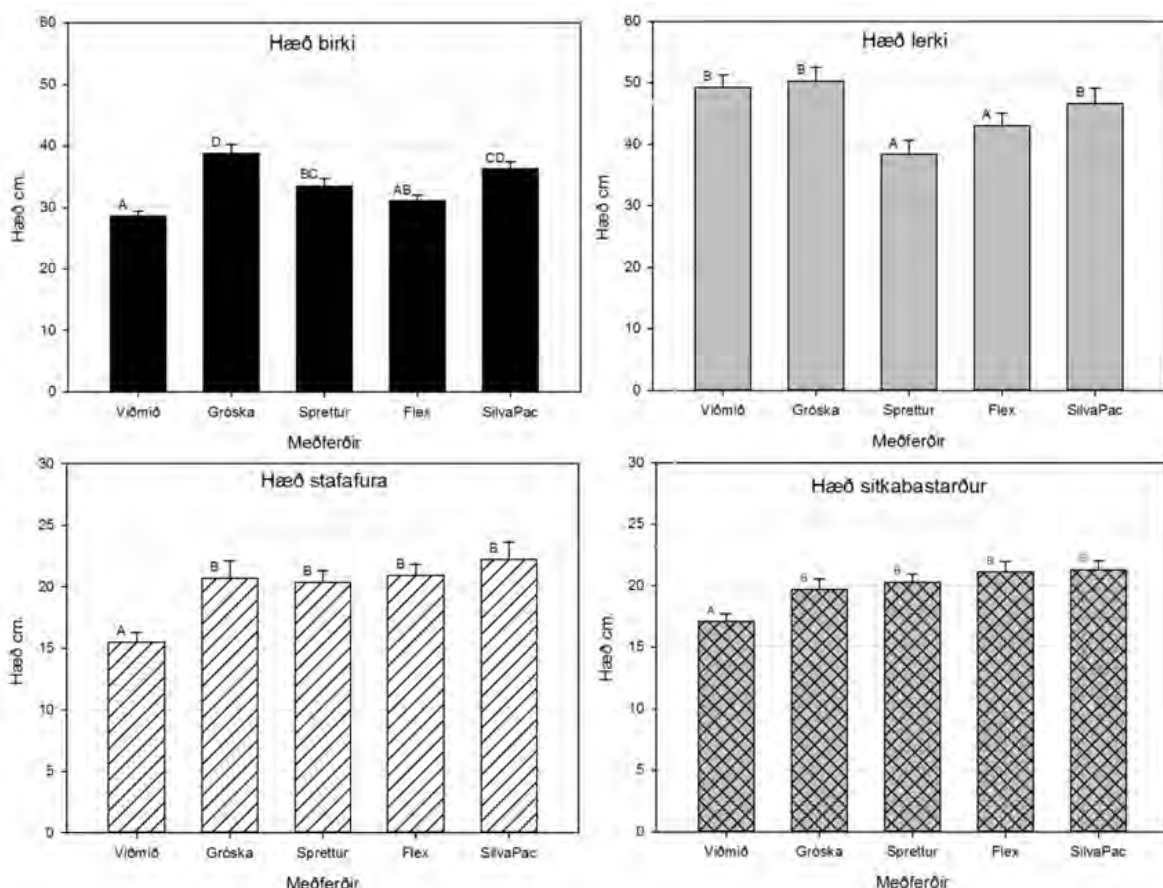 Hæð birki
60
50
40
30
20
10
0
Hæð cm.
A
D
BC
AB
CD
Viðmið Gróska Sprettur Flex SilvaPac
Meðferðir
Hæð lerki
60
50
40
30
20
10
0
Hæð cm.
B
B
A
A
B
Viðmið Gróska Sprettur Flex SilvaPac
Meðferðir
Hæð stafafura
30
25
20
15
10
5
0
Hæð cm.
A
B
B
B
B
Viðmið Gróska Sprettur Flex SilvaPac
Meðferðir
Hæð sitkabastarður
30
25
20
15
10
5
0
Hæð cm.
A
B
B
B
B
Viðmið Gróska Sprettur Flex SilvaPac
Meðferðir